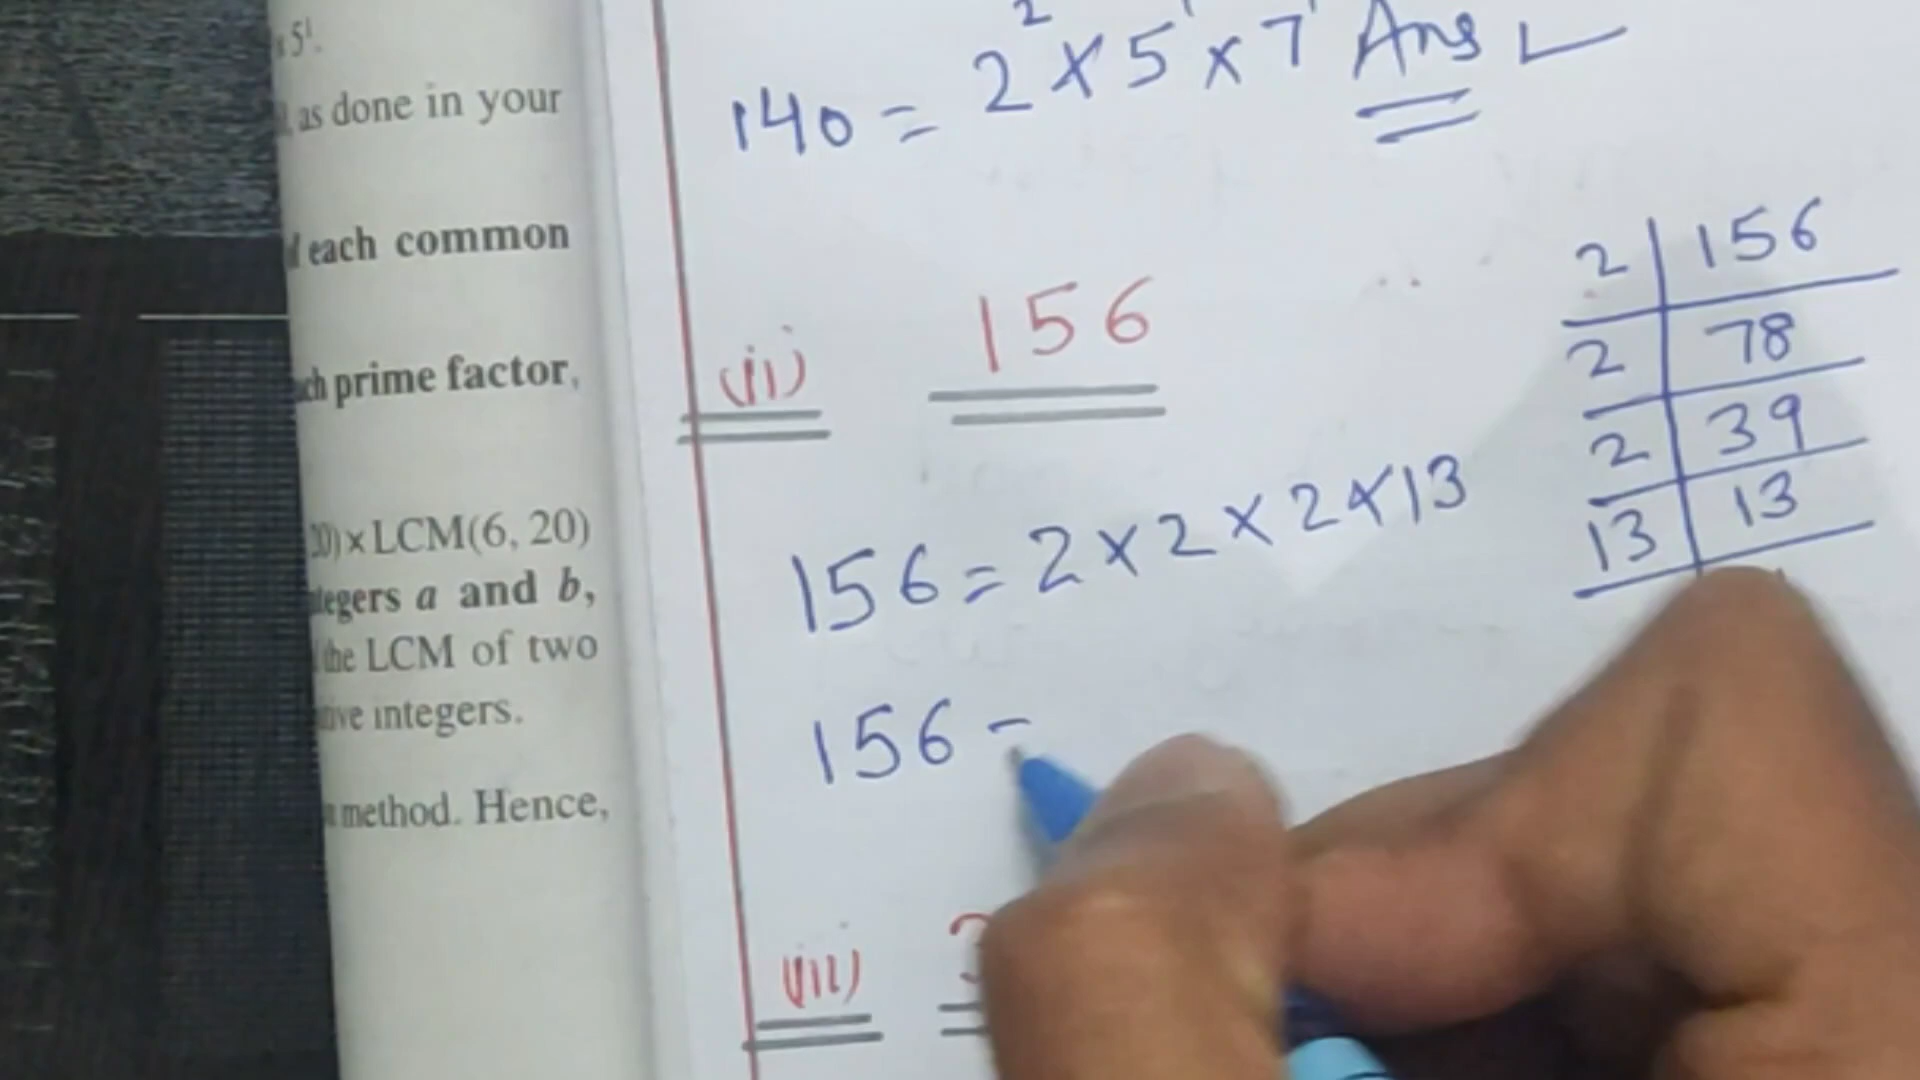 5¹.
as done in your
each common
prime factor,
× LCM(6, 20)
a and b,
the LCM of two
integers.
method. Hence,
140 = 2² × 5¹ × 7¹ Ans
(ii) 156
156 = 2 × 2 × 2 × 13
156 =
(iii)
2 | 156
2 | 78
2 | 39
13 | 13